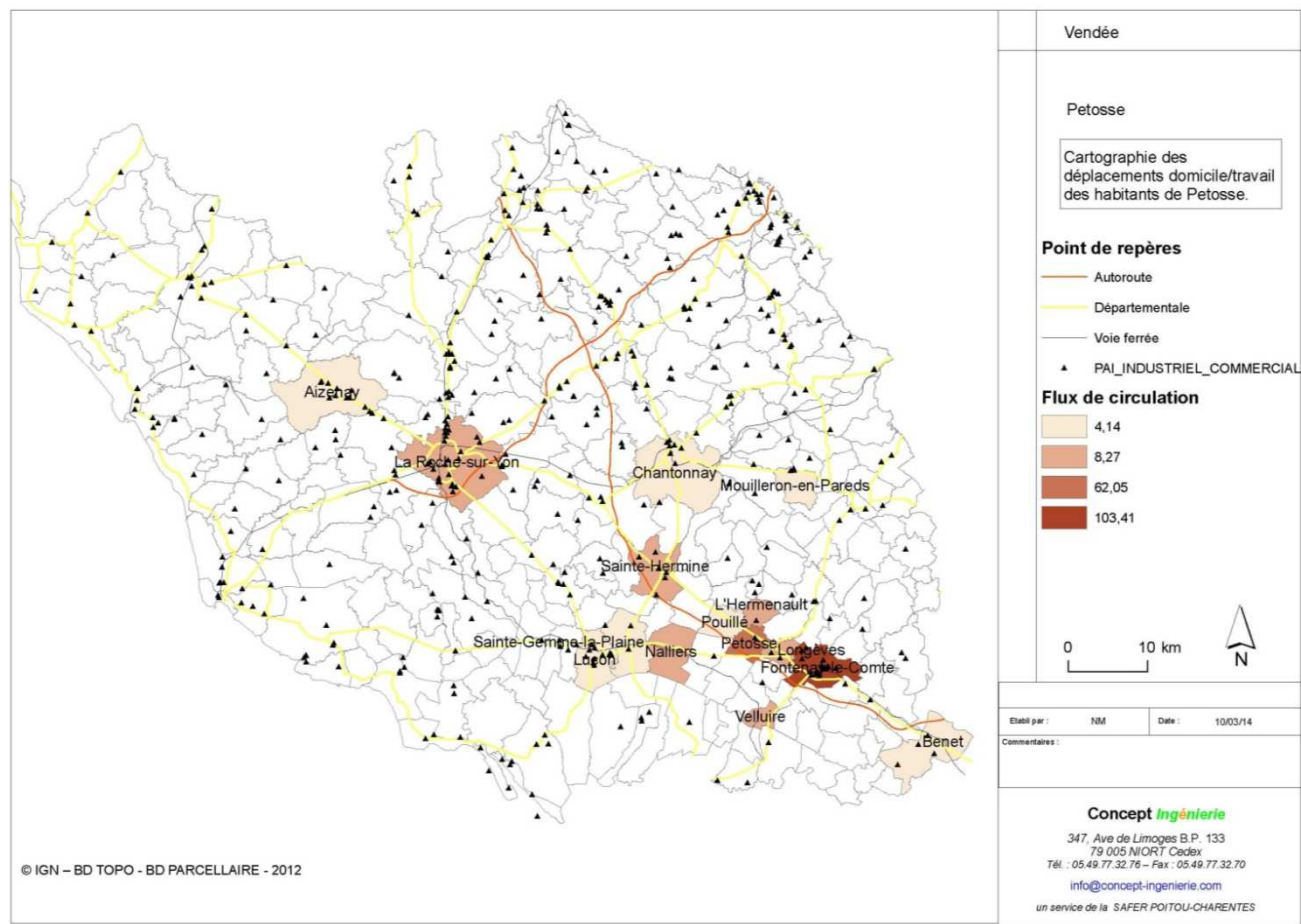 Vendée
Petosse
Cartographie des
déplacements domicile/travail
des habitants de Petosse.
Point de repères
Autoroute
Départementale
Voie ferrée
PAI_INDUSTRIEL_COMMERCIAL
Flux de circulation
4,14
8,27
62,05
103,41
0 10 km
N
Etabli par : NM Date : 10/03/14
Commentaires :
Concept Ingénierie
347, Ave de Limoges B.P. 133
79 005 NIORT Cedex
Tél. : 05.49.77.32.76 – Fax : 05.49.77.32.70
info@concept-ingenierie.com
un service de la SAFER POITOU-CHARENTES
Aizenay
La Roche-sur-Yon
Chantonnay
Mouilleron-en-Pareds
Sainte-Hermine
L'Hermenault
Pouillé
Sainte-Gemme-la-Plaine
Petosse
Longèves
Nalliers
Luçon
Fontenay-le-Comte
Velluire
Benet
© IGN – BD TOPO - BD PARCELLAIRE - 2012